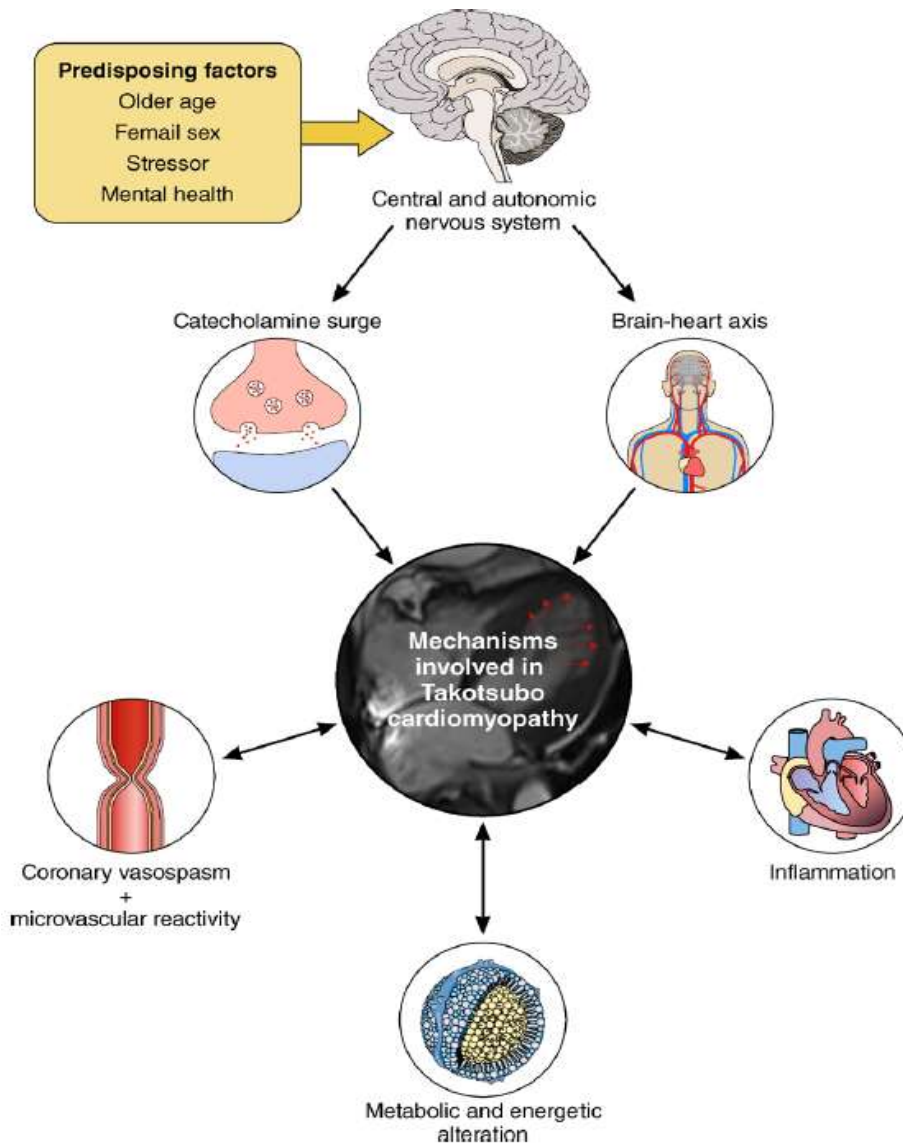 Predisposing factors
Older age
Femail sex
Stressor
Mental health
Central and autonomic
nervous system
Catecholamine surge
Brain-heart axis
Mechanisms
involved in
Takotsubo
cardiomyopathy
Coronary vasospasm
+
microvascular reactivity
Inflammation
Metabolic and energetic
alteration